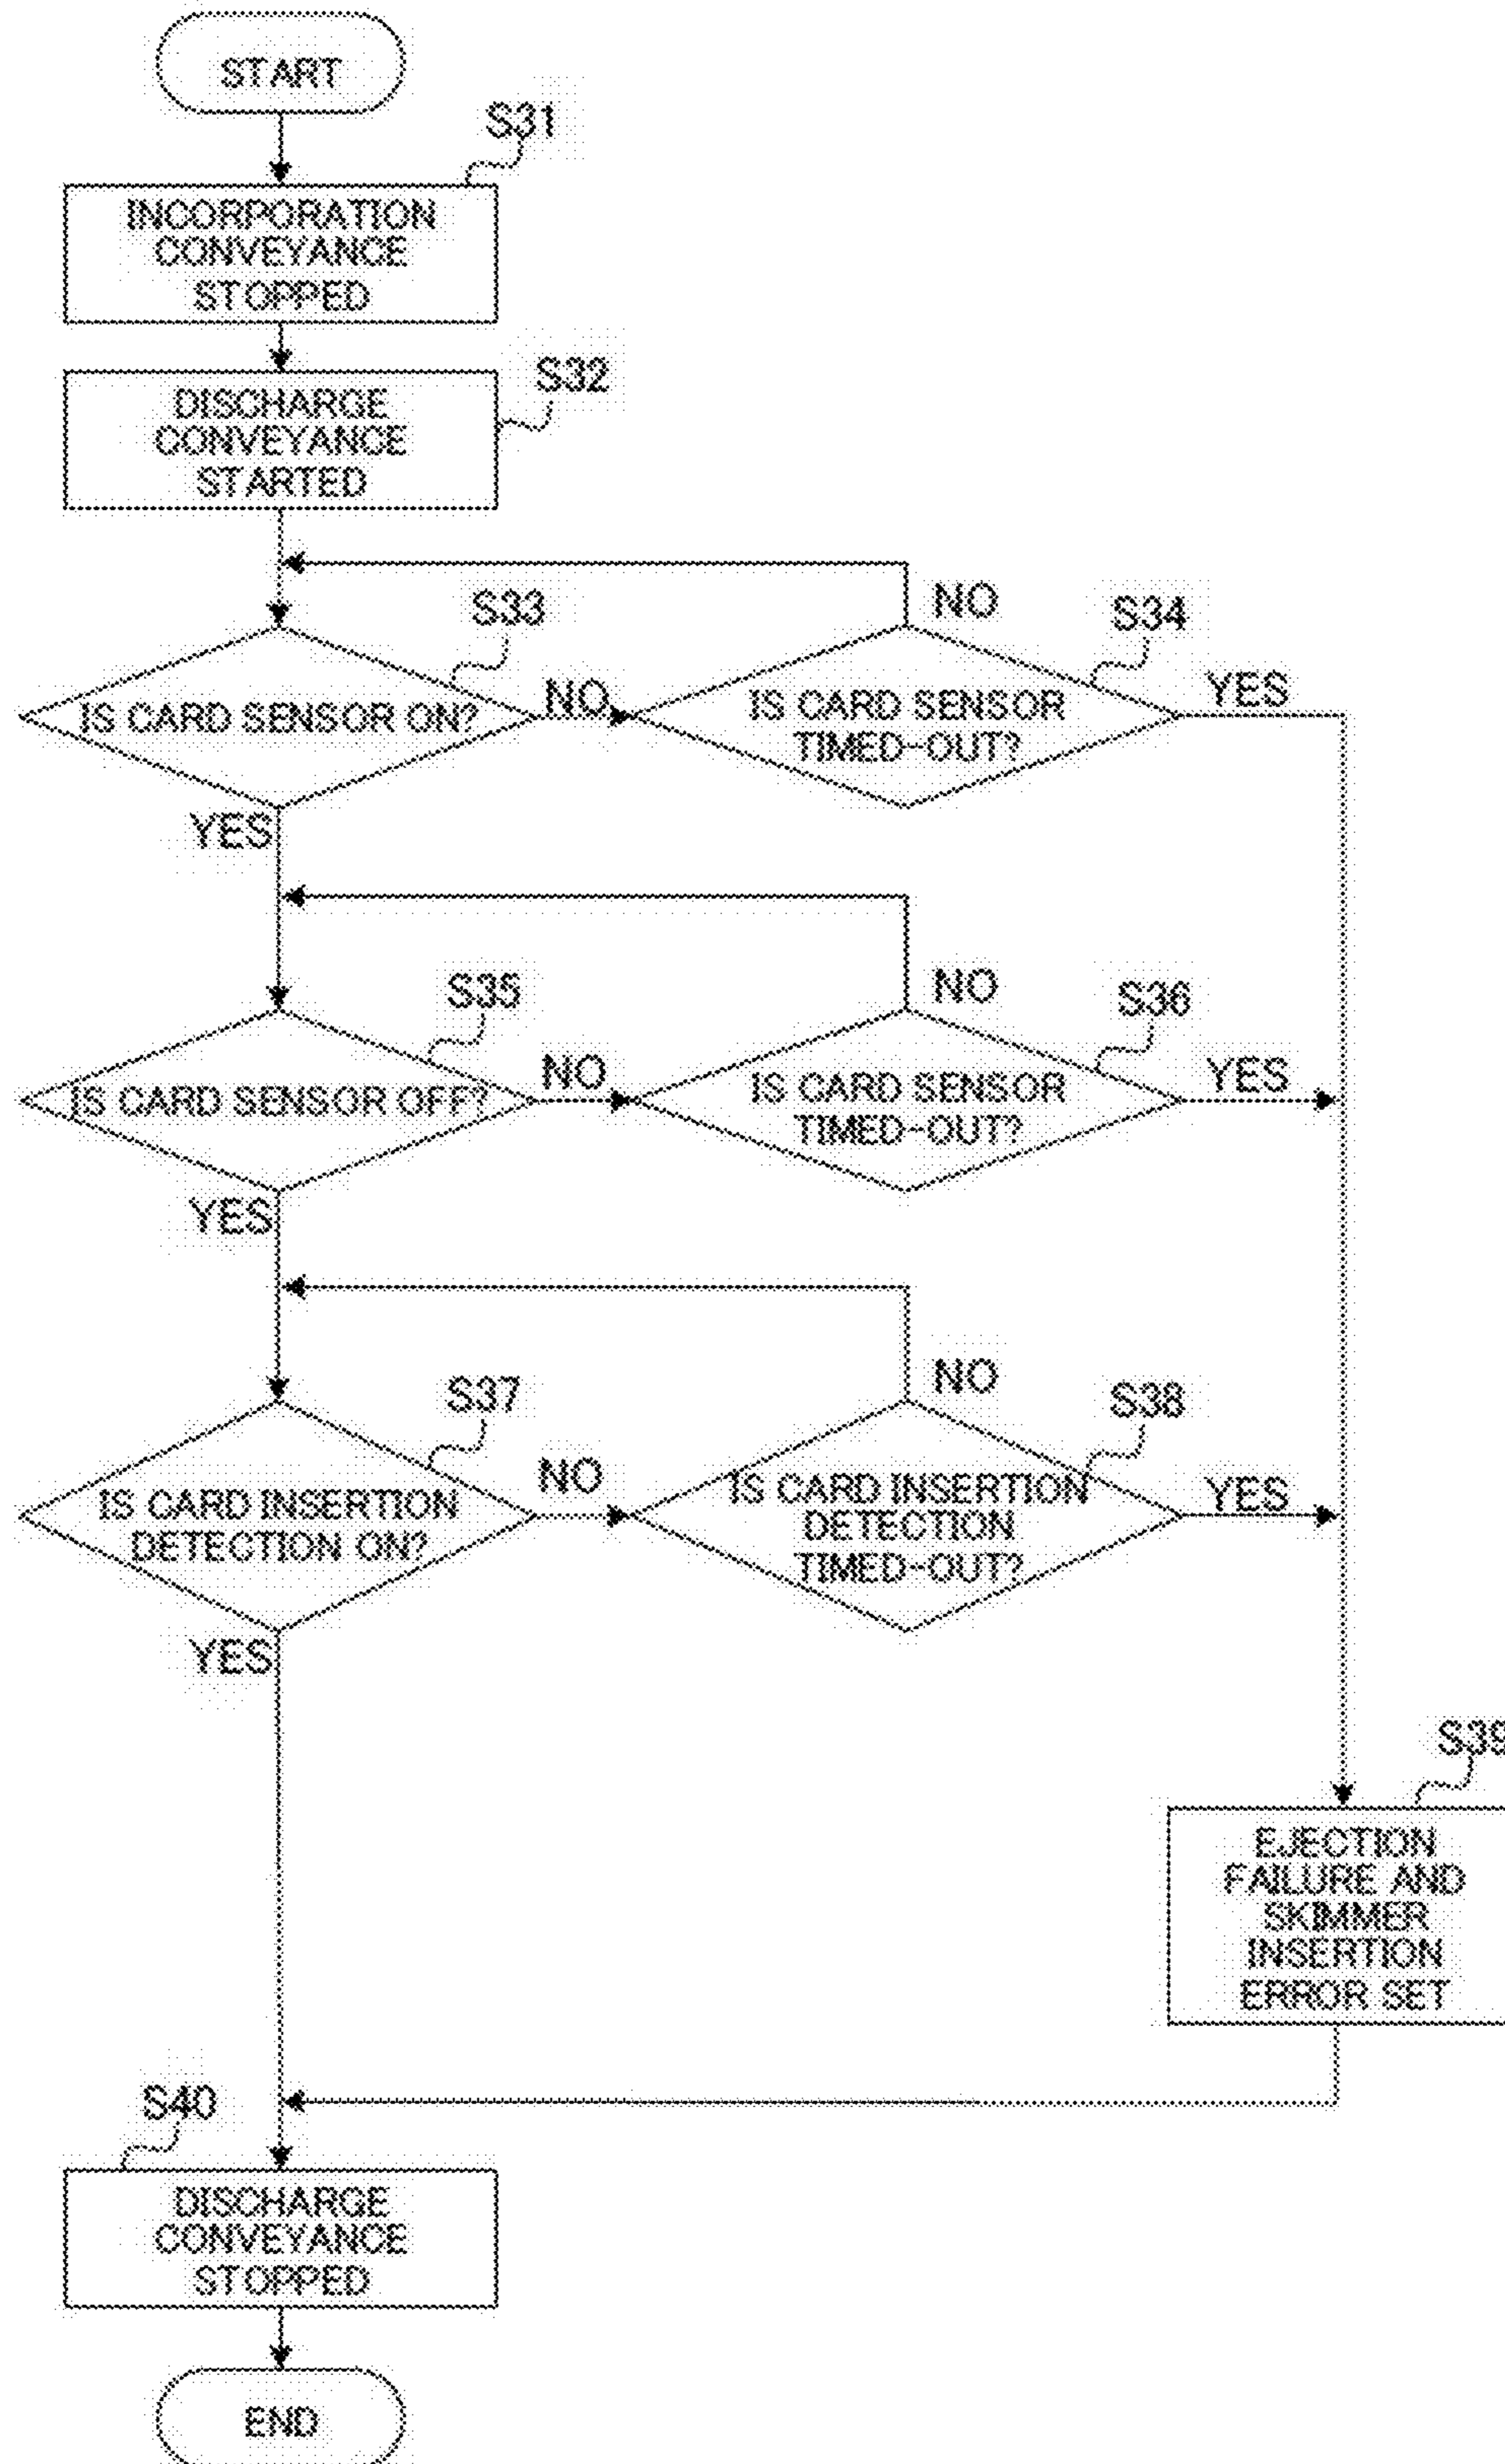 START
S31
INCORPORATION
CONVEYANCE
STOPPED
S32
DISCHARGE
CONVEYANCE
STARTED
S33
IS CARD SENSOR ON?
NO
YES
NO
S34
IS CARD SENSOR
TIMED-OUT?
YES
S35
IS CARD SENSOR OFF?
NO
YES
NO
S36
IS CARD SENSOR
TIMED-OUT?
YES
S37
IS CARD INSERTION
DETECTION ON?
NO
YES
NO
S38
IS CARD INSERTION
DETECTION
TIMED-OUT?
YES
S39
EJECTION
FAILURE AND
SKIMMER
INSERTION
ERROR SET
S40
DISCHARGE
CONVEYANCE
STOPPED
END